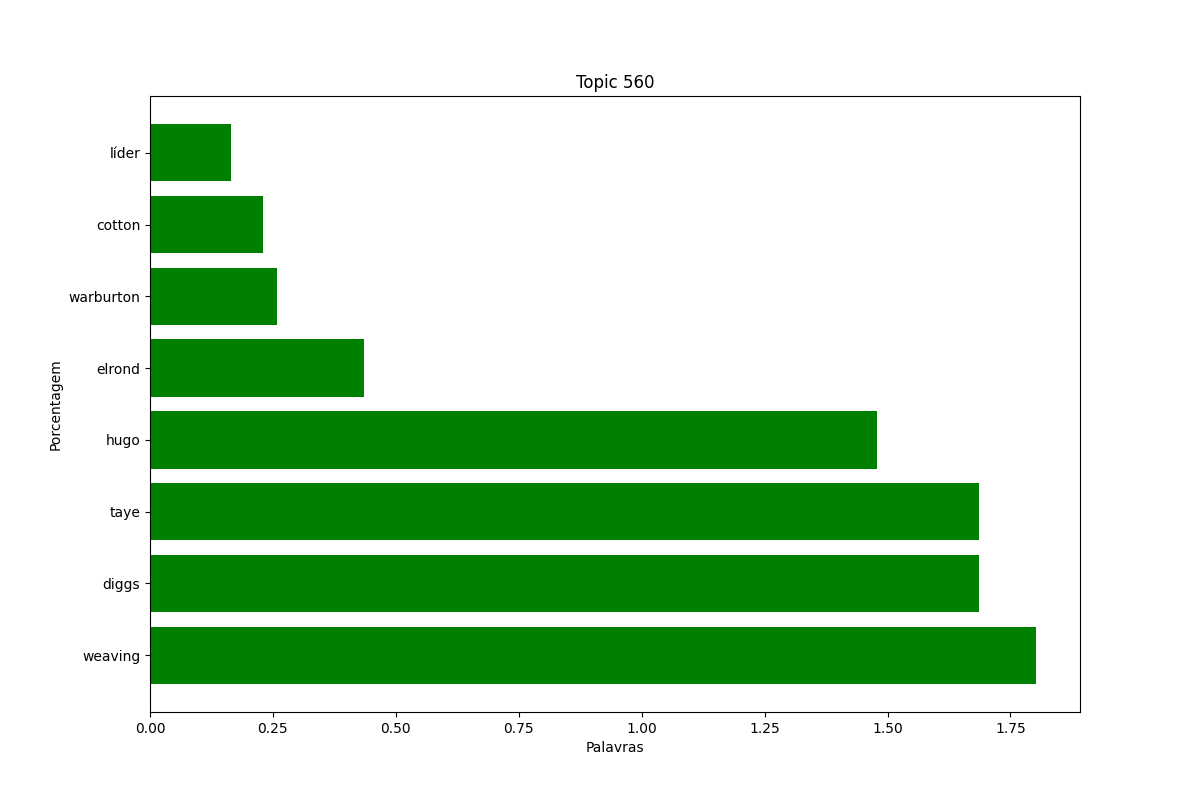 Topic 560
líder
cotton
warburton
elrond
hugo
taye
diggs
weaving
Porcentagem
0.00 0.25 0.50 0.75 1.00 1.25 1.50 1.75
Palavras